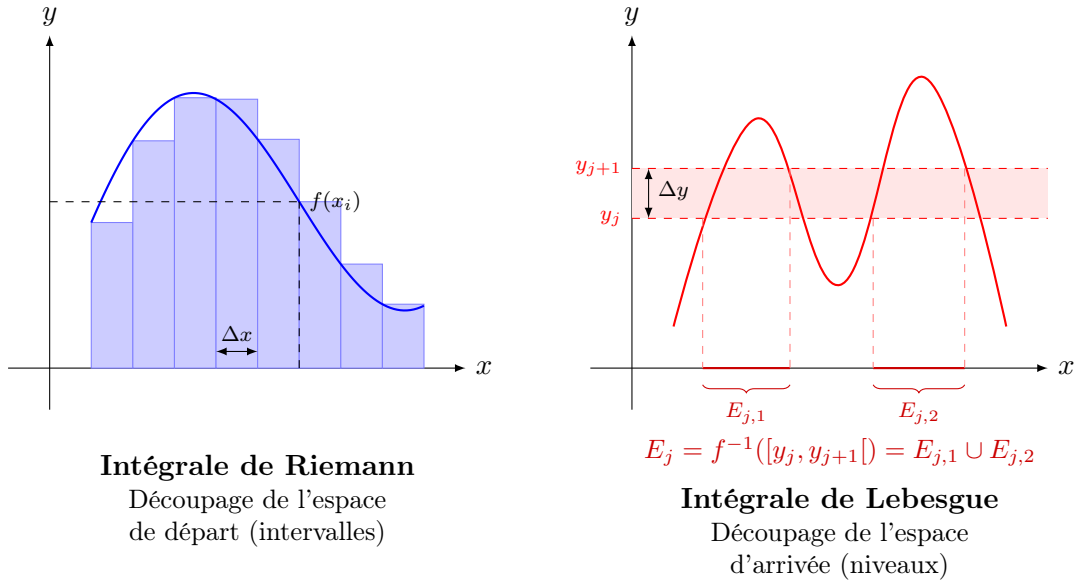 y
f(x_i)
Δx
x
Intégrale de Riemann
Découpage de l'espace
de départ (intervalles)
y
y_{j+1}
Δy
y_j
x
E_{j,1}
E_{j,2}
E_j = f^{-1}([y_j, y_{j+1}[) = E_{j,1} ∪ E_{j,2}
Intégrale de Lebesgue
Découpage de l'espace
d'arrivée (niveaux)